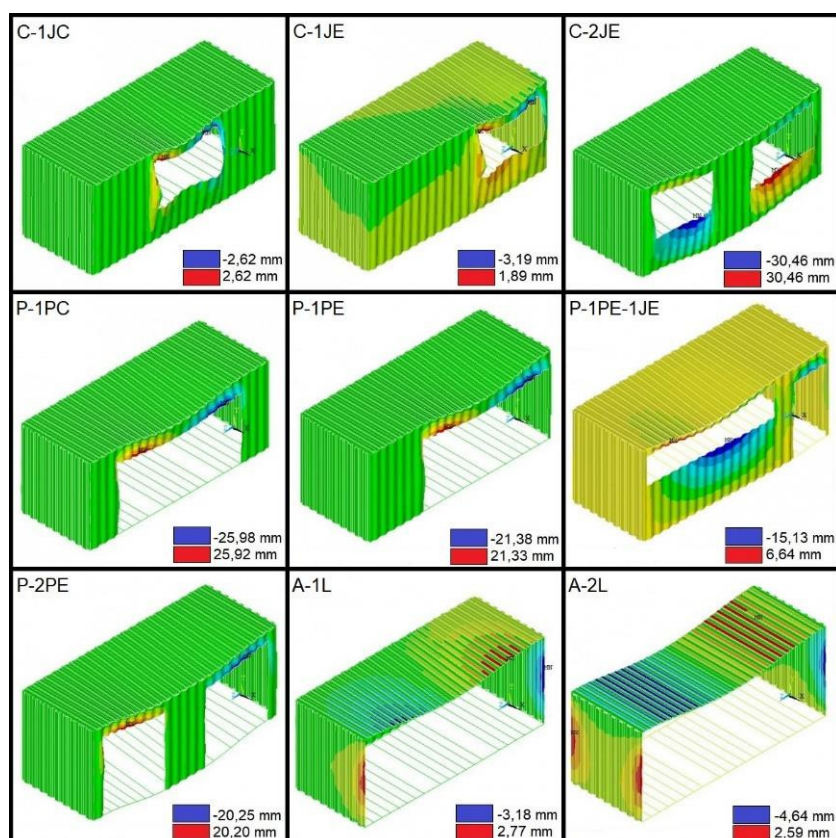 C-1JC
C-1JE
C-2JE
-2,62 mm
2,62 mm
-3,19 mm
1,89 mm
-30,46 mm
30,46 mm
P-1PC
P-1PE
P-1PE-1JE
-25,98 mm
25,92 mm
-21,38 mm
21,33 mm
-15,13 mm
6,64 mm
P-2PE
A-1L
A-2L
-20,25 mm
20,20 mm
-3,18 mm
2,77 mm
-4,64 mm
2,59 mm